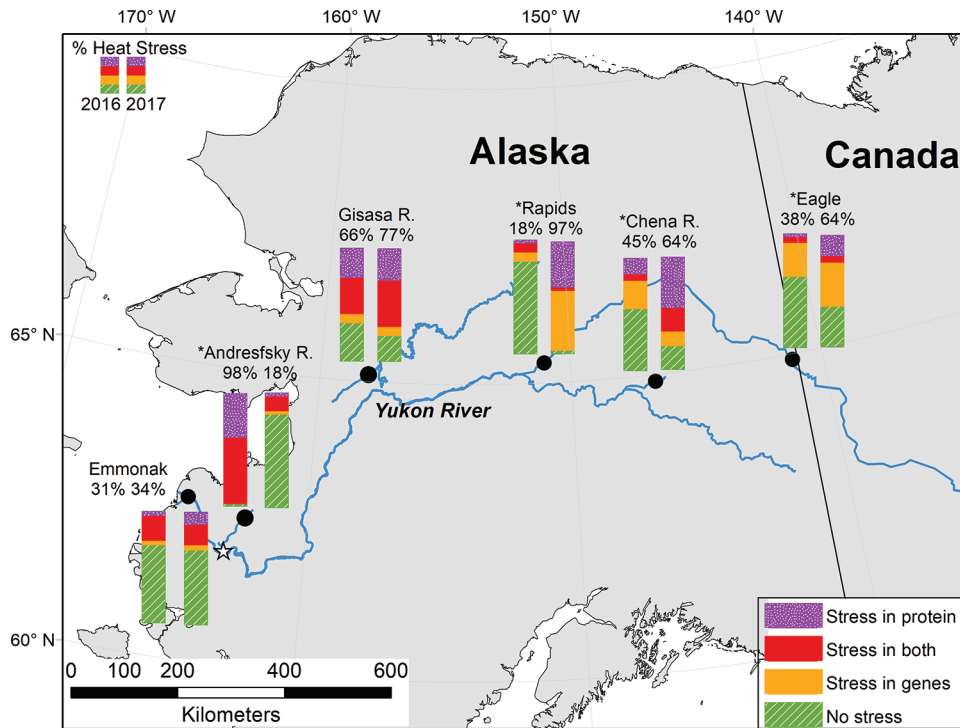 170° W 160° W 150° W 140° W
% Heat Stress
2016 2017
Alaska
Canada
*Eagle
38% 64%
*Rapids
18% 97%
Gisasa R.
66% 77%
*Chena R.
45% 64%
65° N
*Andresfsky R.
98% 18%
Yukon River
Emmonak
31% 34%
60° N
Stress in protein
Stress in both
Stress in genes
No stress
0 100 200 400 600
Kilometers